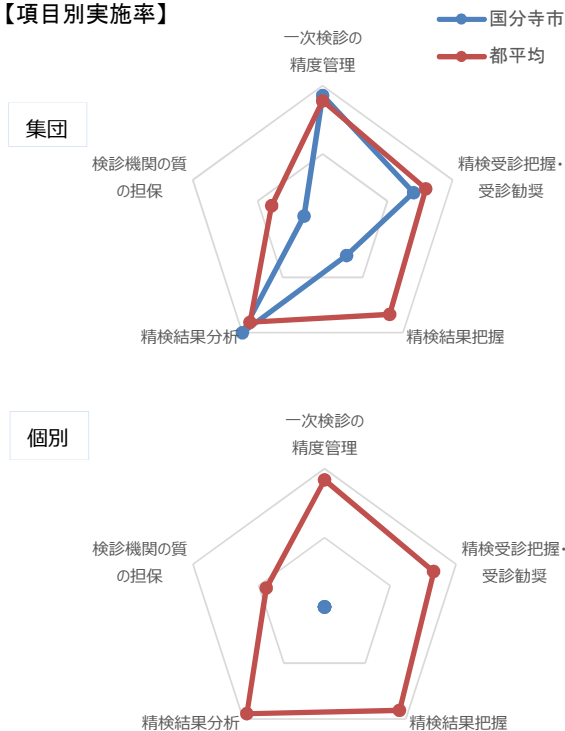 【項目別実施率】
国分寺市
都平均
集団
一次検診の
精度管理
検診機関の質
の担保
精検受診把握・
受診勧奨
精検結果分析
精検結果把握
個別
一次検診の
精度管理
検診機関の質
の担保
精検受診把握・
受診勧奨
精検結果分析
精検結果把握